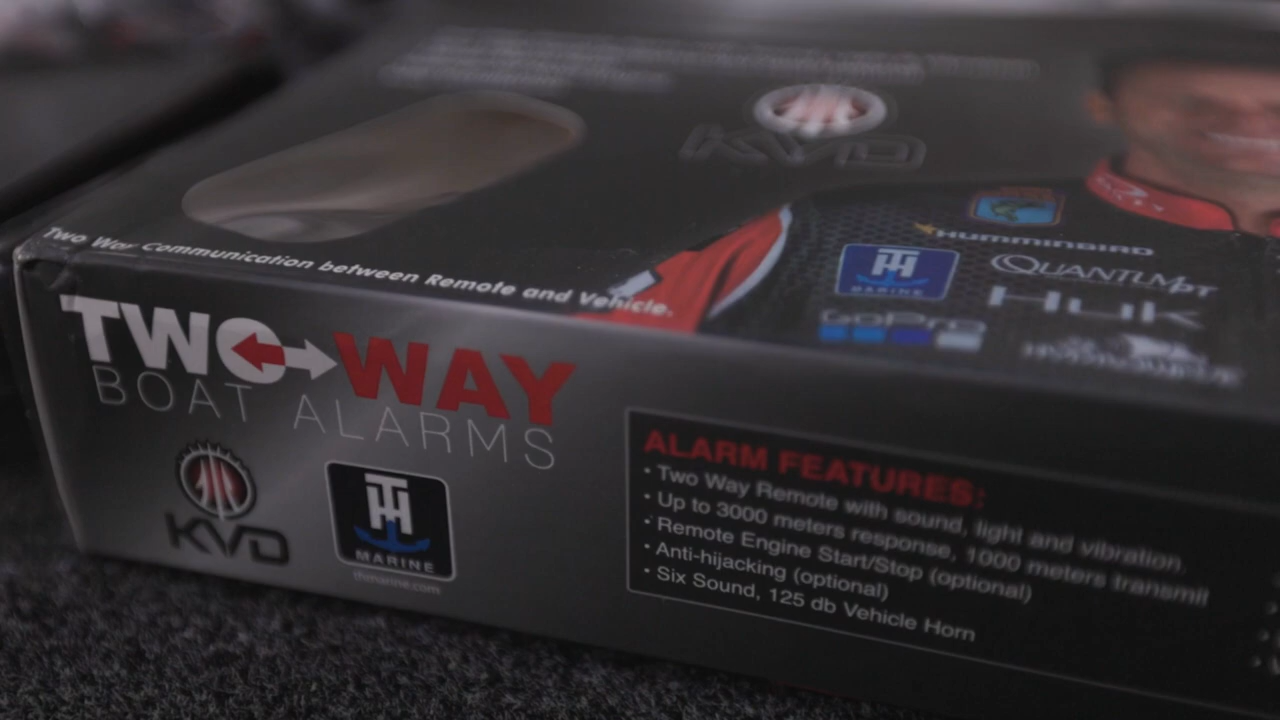 KVD
HUMMINBIRD
TH
MARINE
QUANTUM PT
Huk
GoPro
Two Way Communication between Remote and Vehicle.
TWO WAY
BOAT ALARMS
KVD
TH
MARINE
thmarine.com
ALARM FEATURES:
• Two Way Remote with sound, light and vibration.
• Up to 3000 meters response, 1000 meters transmit
• Remote Engine Start/Stop (optional)
• Anti-hijacking (optional)
• Six Sound, 125 db Vehicle Horn